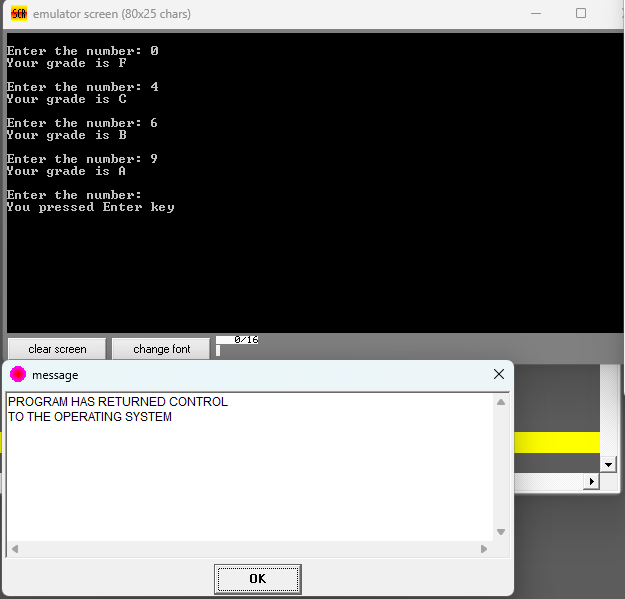 emulator screen (80x25 chars)
Enter the number: 0
Your grade is F
Enter the number: 4
Your grade is C
Enter the number: 6
Your grade is B
Enter the number: 9
Your grade is A
Enter the number:
You pressed Enter key
clear screen
change font
0/16
message
PROGRAM HAS RETURNED CONTROL
TO THE OPERATING SYSTEM
OK